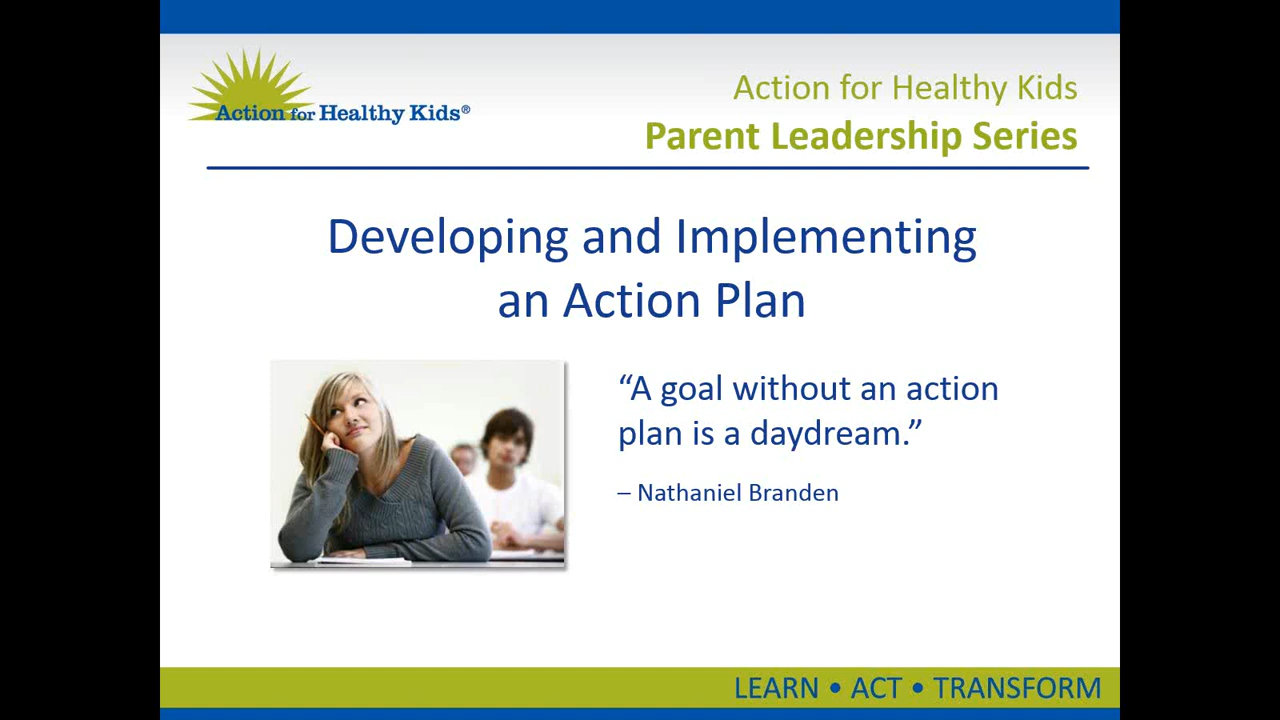 Action for Healthy Kids®
Action for Healthy Kids
Parent Leadership Series
Developing and Implementing
an Action Plan
“A goal without an action
plan is a daydream.”
– Nathaniel Branden
LEARN • ACT • TRANSFORM